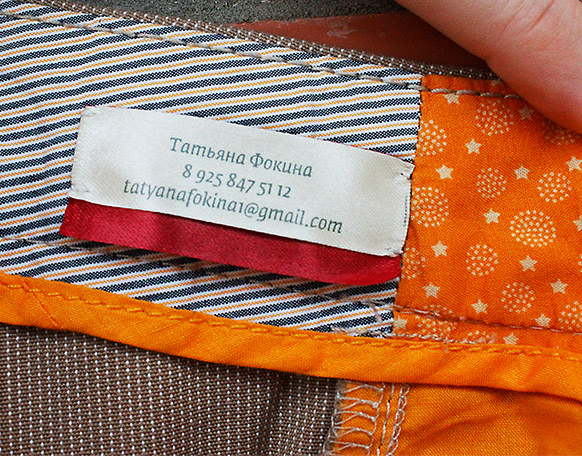 Татьяна Фокина
8 925 847 51 12
tatyanafokina1@gmail.com